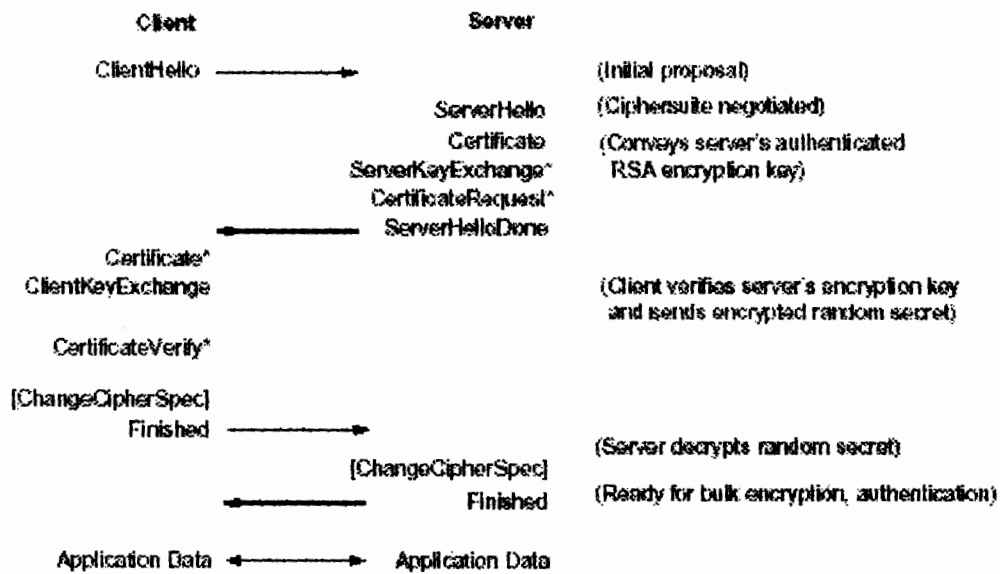 Client Server
ClientHello (Initial proposal)
ServerHello (Ciphersuite negotiated)
Certificate (Conveys server's authenticated
ServerKeyExchange* RSA encryption key)
CertificateRequest*
ServerHelloDone
Certificate*
ClientKeyExchange (Client verifies server's encryption key
and sends encrypted random secret)
CertificateVerify*
[ChangeCipherSpec]
Finished
(Server decrypts random secret)
[ChangeCipherSpec]
Finished (Ready for bulk encryption, authentication)
Application Data Application Data